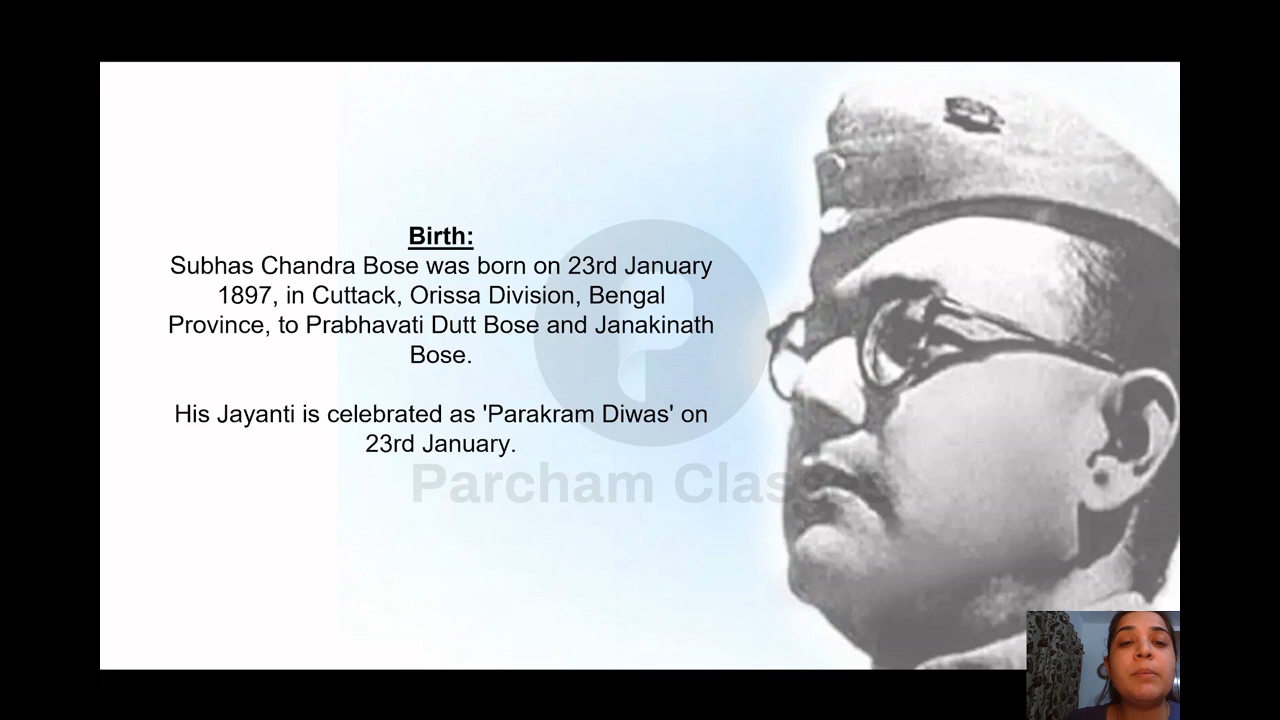 Birth:
Subhas Chandra Bose was born on 23rd January
1897, in Cuttack, Orissa Division, Bengal
Province, to Prabhavati Dutt Bose and Janakinath
Bose.
His Jayanti is celebrated as 'Parakram Diwas' on
23rd January.
Parcham Clas